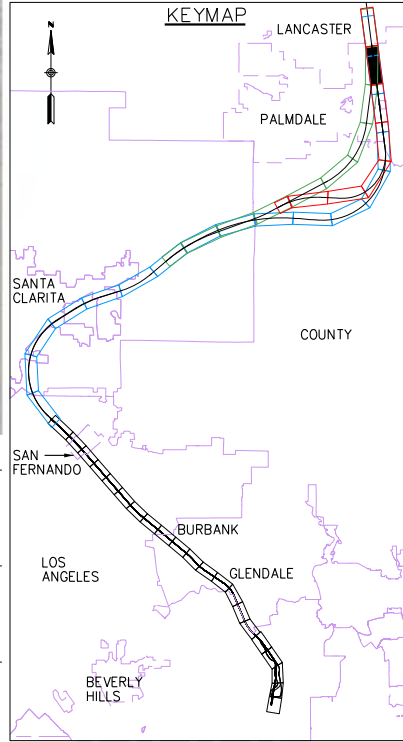 KEYMAP
LANCASTER
N
PALMDALE
SANTA
CLARITA
COUNTY
SAN
FERNANDO
BURBANK
GLENDALE
LOS
ANGELES
BEVERLY
HILLS